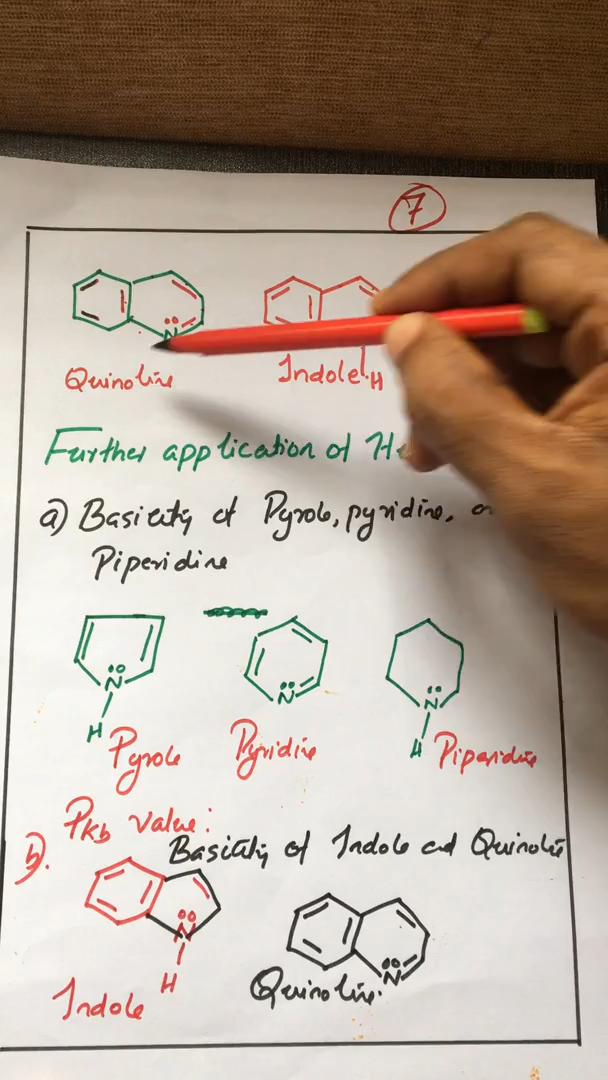 7
N
Quinoline
Indole
H
Further application of
a) Basicity of Pyrole, pyridine,
Piperidine
N N N
H H
Pyrole Pyridine Piperidine
Pkb value:
b). Basicity of Indole and Quinoline
N N
H
Indole Quinoline.